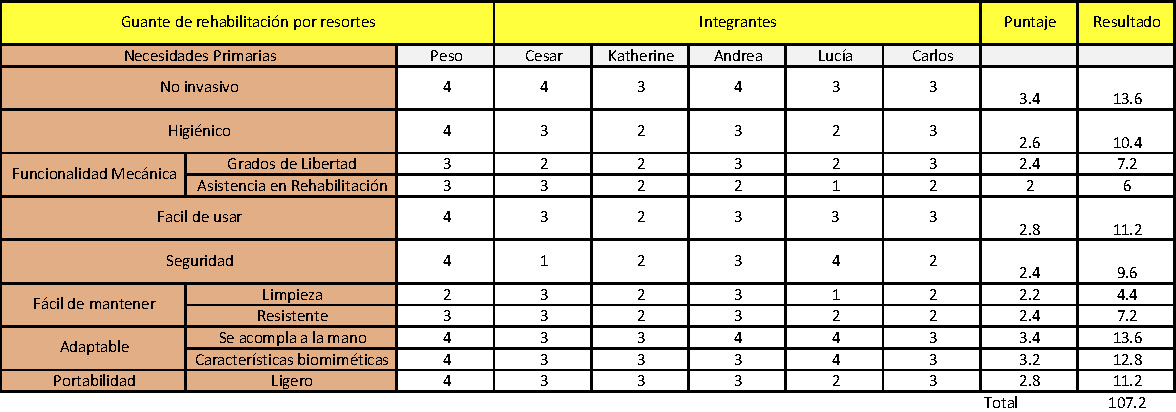 Guante de rehabilitación por resortes Integrantes Puntaje Resultado
Necesidades Primarias Peso Cesar Katherine Andrea Lucía Carlos
No invasivo 4 4 3 4 3 3 3.4 13.6
Higiénico 4 3 2 3 2 3 2.6 10.4
Funcionalidad Mecánica Grados de Libertad 3 2 2 3 2 3 2.4 7.2
Asistencia en Rehabilitación 3 3 2 2 1 2 2 6
Facil de usar 4 3 2 3 3 3 2.8 11.2
Seguridad 4 1 2 3 4 2 2.4 9.6
Fácil de mantener Limpieza 2 3 2 3 1 2 2.2 4.4
Resistente 3 3 2 3 2 2 2.4 7.2
Adaptable Se acompla a la mano 4 3 3 4 4 3 3.4 13.6
Características biomiméticas 4 3 3 3 4 3 3.2 12.8
Portabilidad Ligero 4 3 3 3 2 3 2.8 11.2
Total 107.2